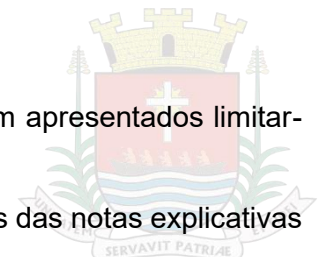 m apresentados limitar-
s das notas explicativas
SERVAVIT PATRIAE